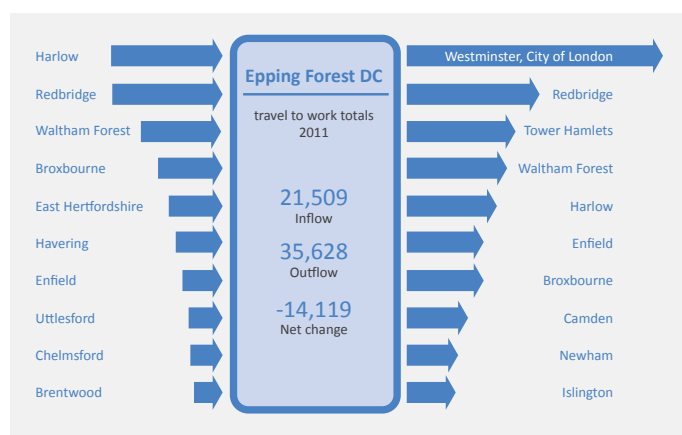 Harlow
Redbridge
Waltham Forest
Broxbourne
East Hertfordshire
Havering
Enfield
Uttlesford
Chelmsford
Brentwood
Epping Forest DC
travel to work totals
2011
21,509
Inflow
35,628
Outflow
-14,119
Net change
Westminster, City of London
Redbridge
Tower Hamlets
Waltham Forest
Harlow
Enfield
Broxbourne
Camden
Newham
Islington